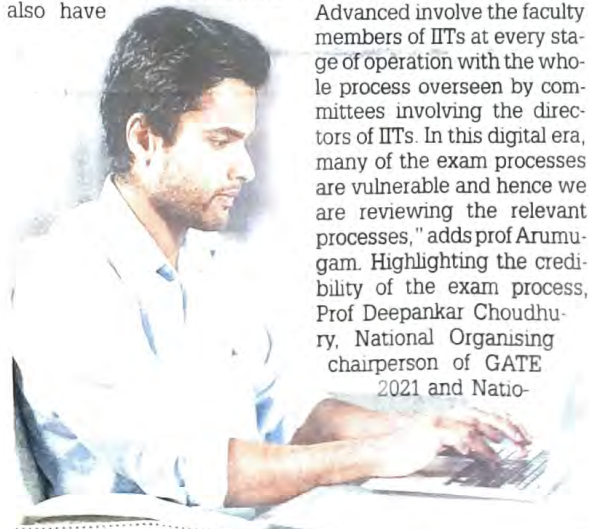 also have
Advanced involve the faculty
members of IITs at every sta-
ge of operation with the who-
le process overseen by com-
mittees involving the direc-
tors of IITs. In this digital era,
many of the exam processes
are vulnerable and hence we
are reviewing the relevant
processes," adds prof Arumu-
gam. Highlighting the credi-
bility of the exam process,
Prof Deepankar Choudhu-
ry, National Organising
chairperson of GATE
2021 and Natio-